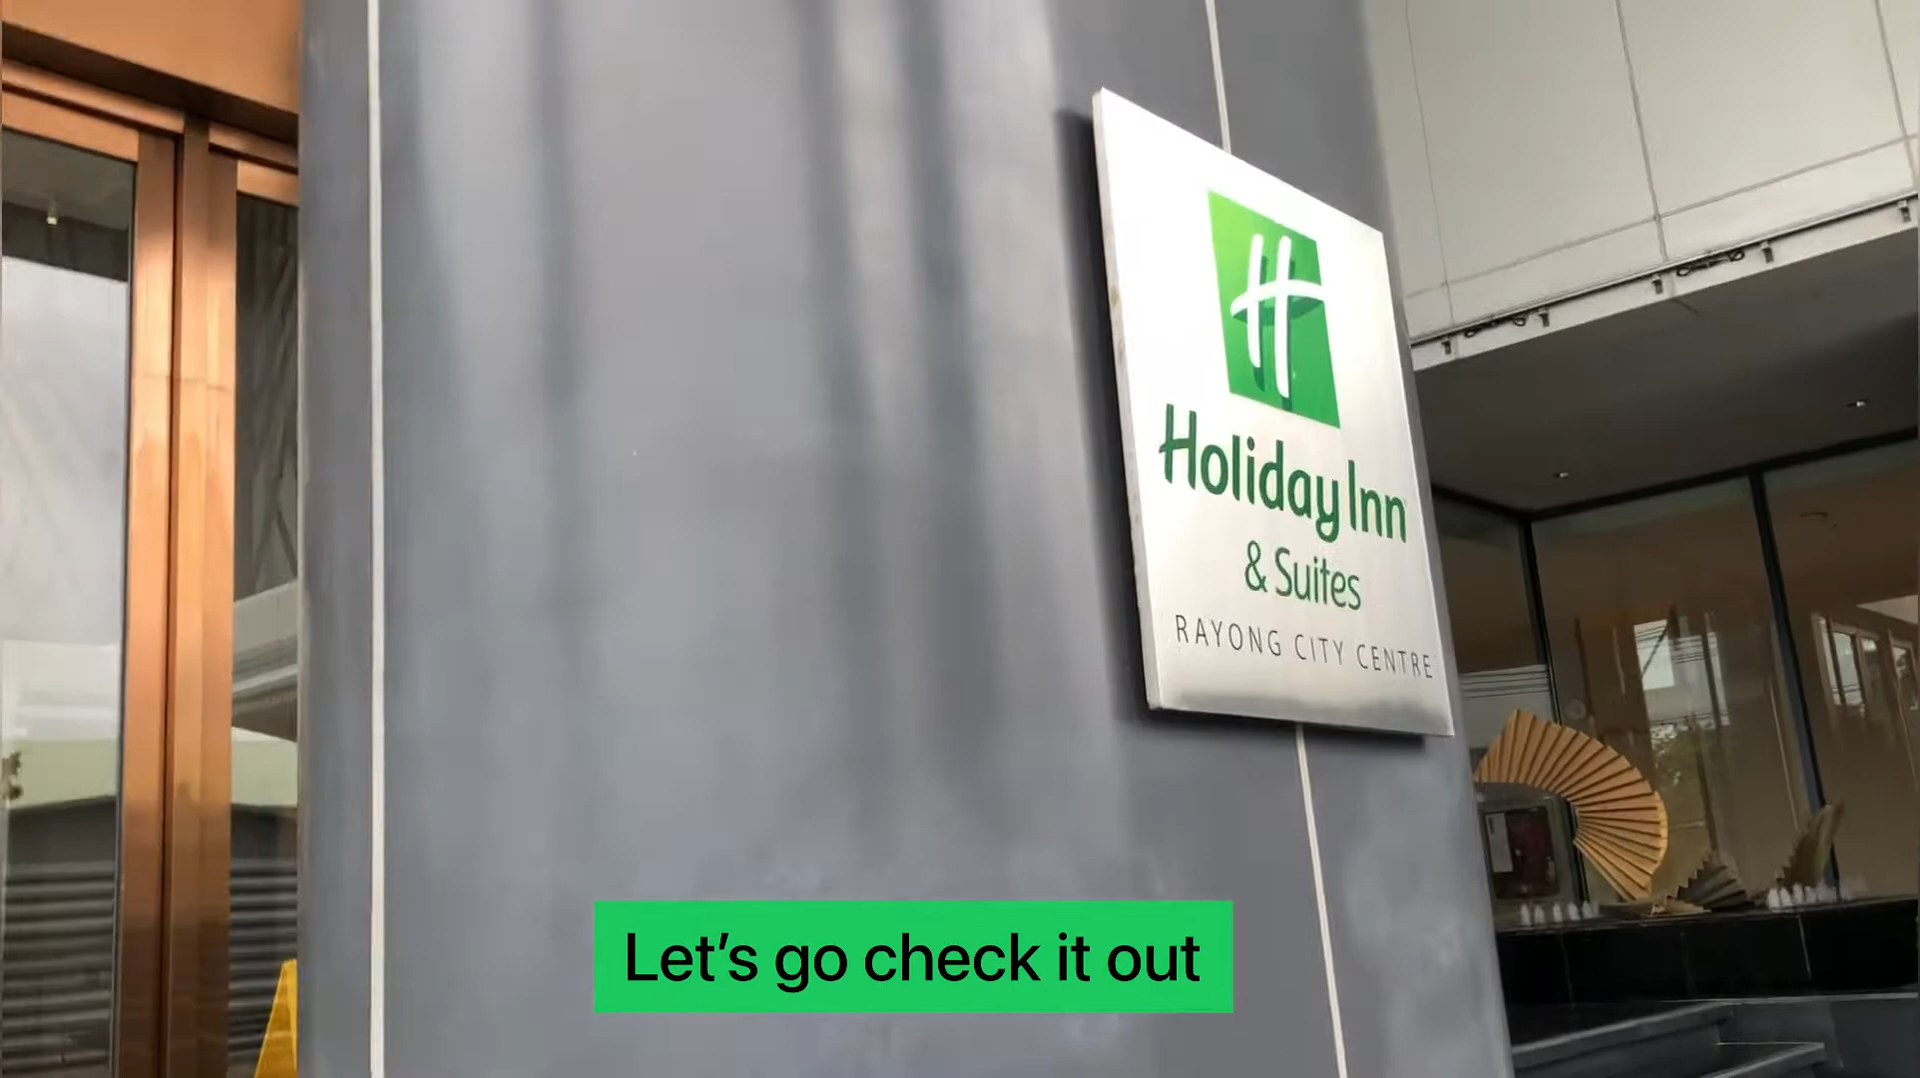 H
Holiday Inn
& Suites
RAYONG CITY CENTRE
Let's go check it out